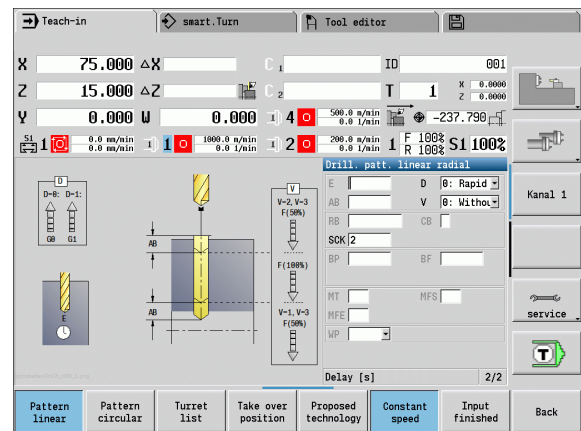 Teach-in smart.Turn Tool editor
X 75.000 △X C 1 ID 001
Z 15.000 △Z C 2 T 1 X 0.0000
Z 0.0000
Y 0.000 W 0.000 4 500.0 m/min
0.0 1/min -237.790
S1 1 0.0 mm/min
0.0 m/min 1 1000.0 m/min
0.0 1/min 2 200.0 m/min
0.0 1/min 1 F 100%
R 100% S1 100%
Drill. patt. linear radial
D
D=0: D=1:
G0 G1
AB
AB
E
V
V=2, V=3
F(50%)
F(100%)
V=1, V=3
F(50%)
E D 0: Rapid
AB V 0: Withou
RB CB
SCK 2
BP BF
MT MFS
MFE
WP
Delay [s] 2/2
Kanal 1
service
T
Pattern linear
Pattern circular
Turret list
Take over position
Proposed technology
Constant speed
Input finished
Back